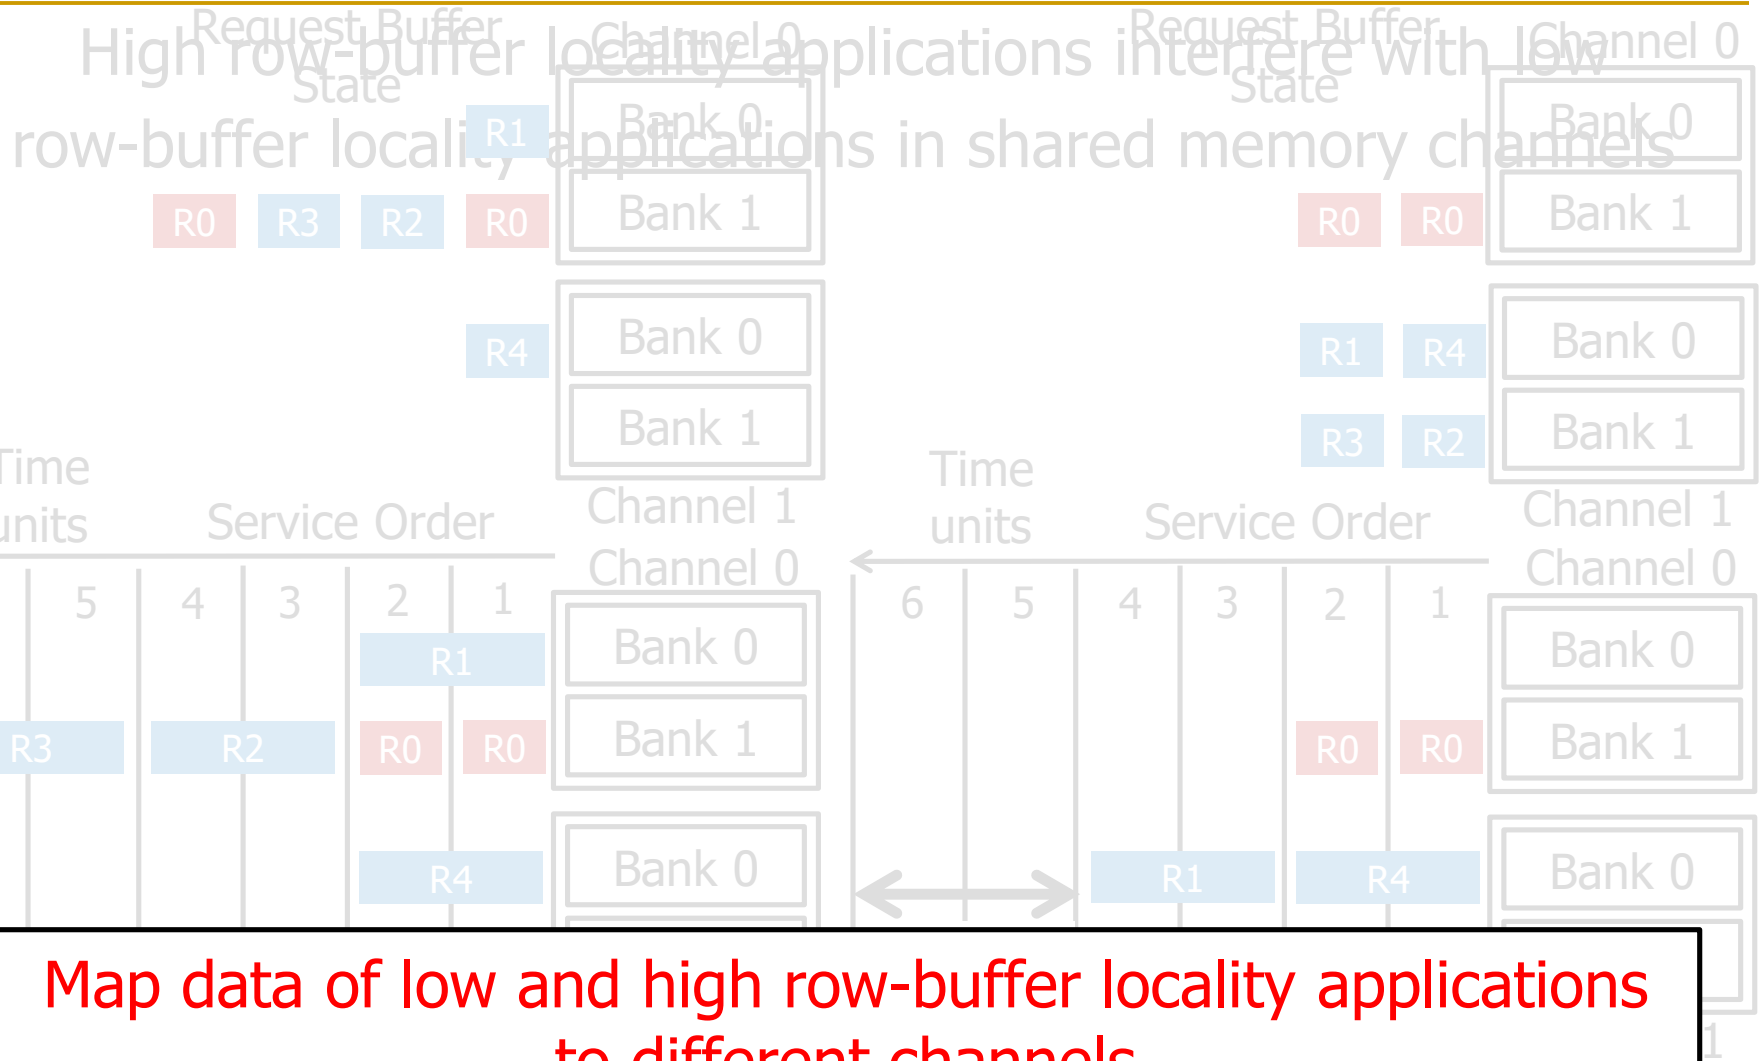 High row-buffer locality applications interfere with low
row-buffer locality applications in shared memory channels
Request Buffer
State
Channel 0
Request Buffer
State
Channel 0
R1
Bank 0
Bank 0
R0 R3 R2 R0
Bank 1
R0 R0
Bank 1
R4
Bank 0
R1 R4
Bank 0
Bank 1
R3 R2
Bank 1
Time
units
Service Order
Channel 1
Time
units
Service Order
Channel 1
Channel 0
Channel 0
5 4 3 2 1
6 5 4 3 2 1
R1
Bank 0
Bank 0
R3 R2 R0 R0
Bank 1
R0 R0
Bank 1
R4
Bank 0
R1 R4
Bank 0
Map data of low and high row-buffer locality applications
to different channels
1